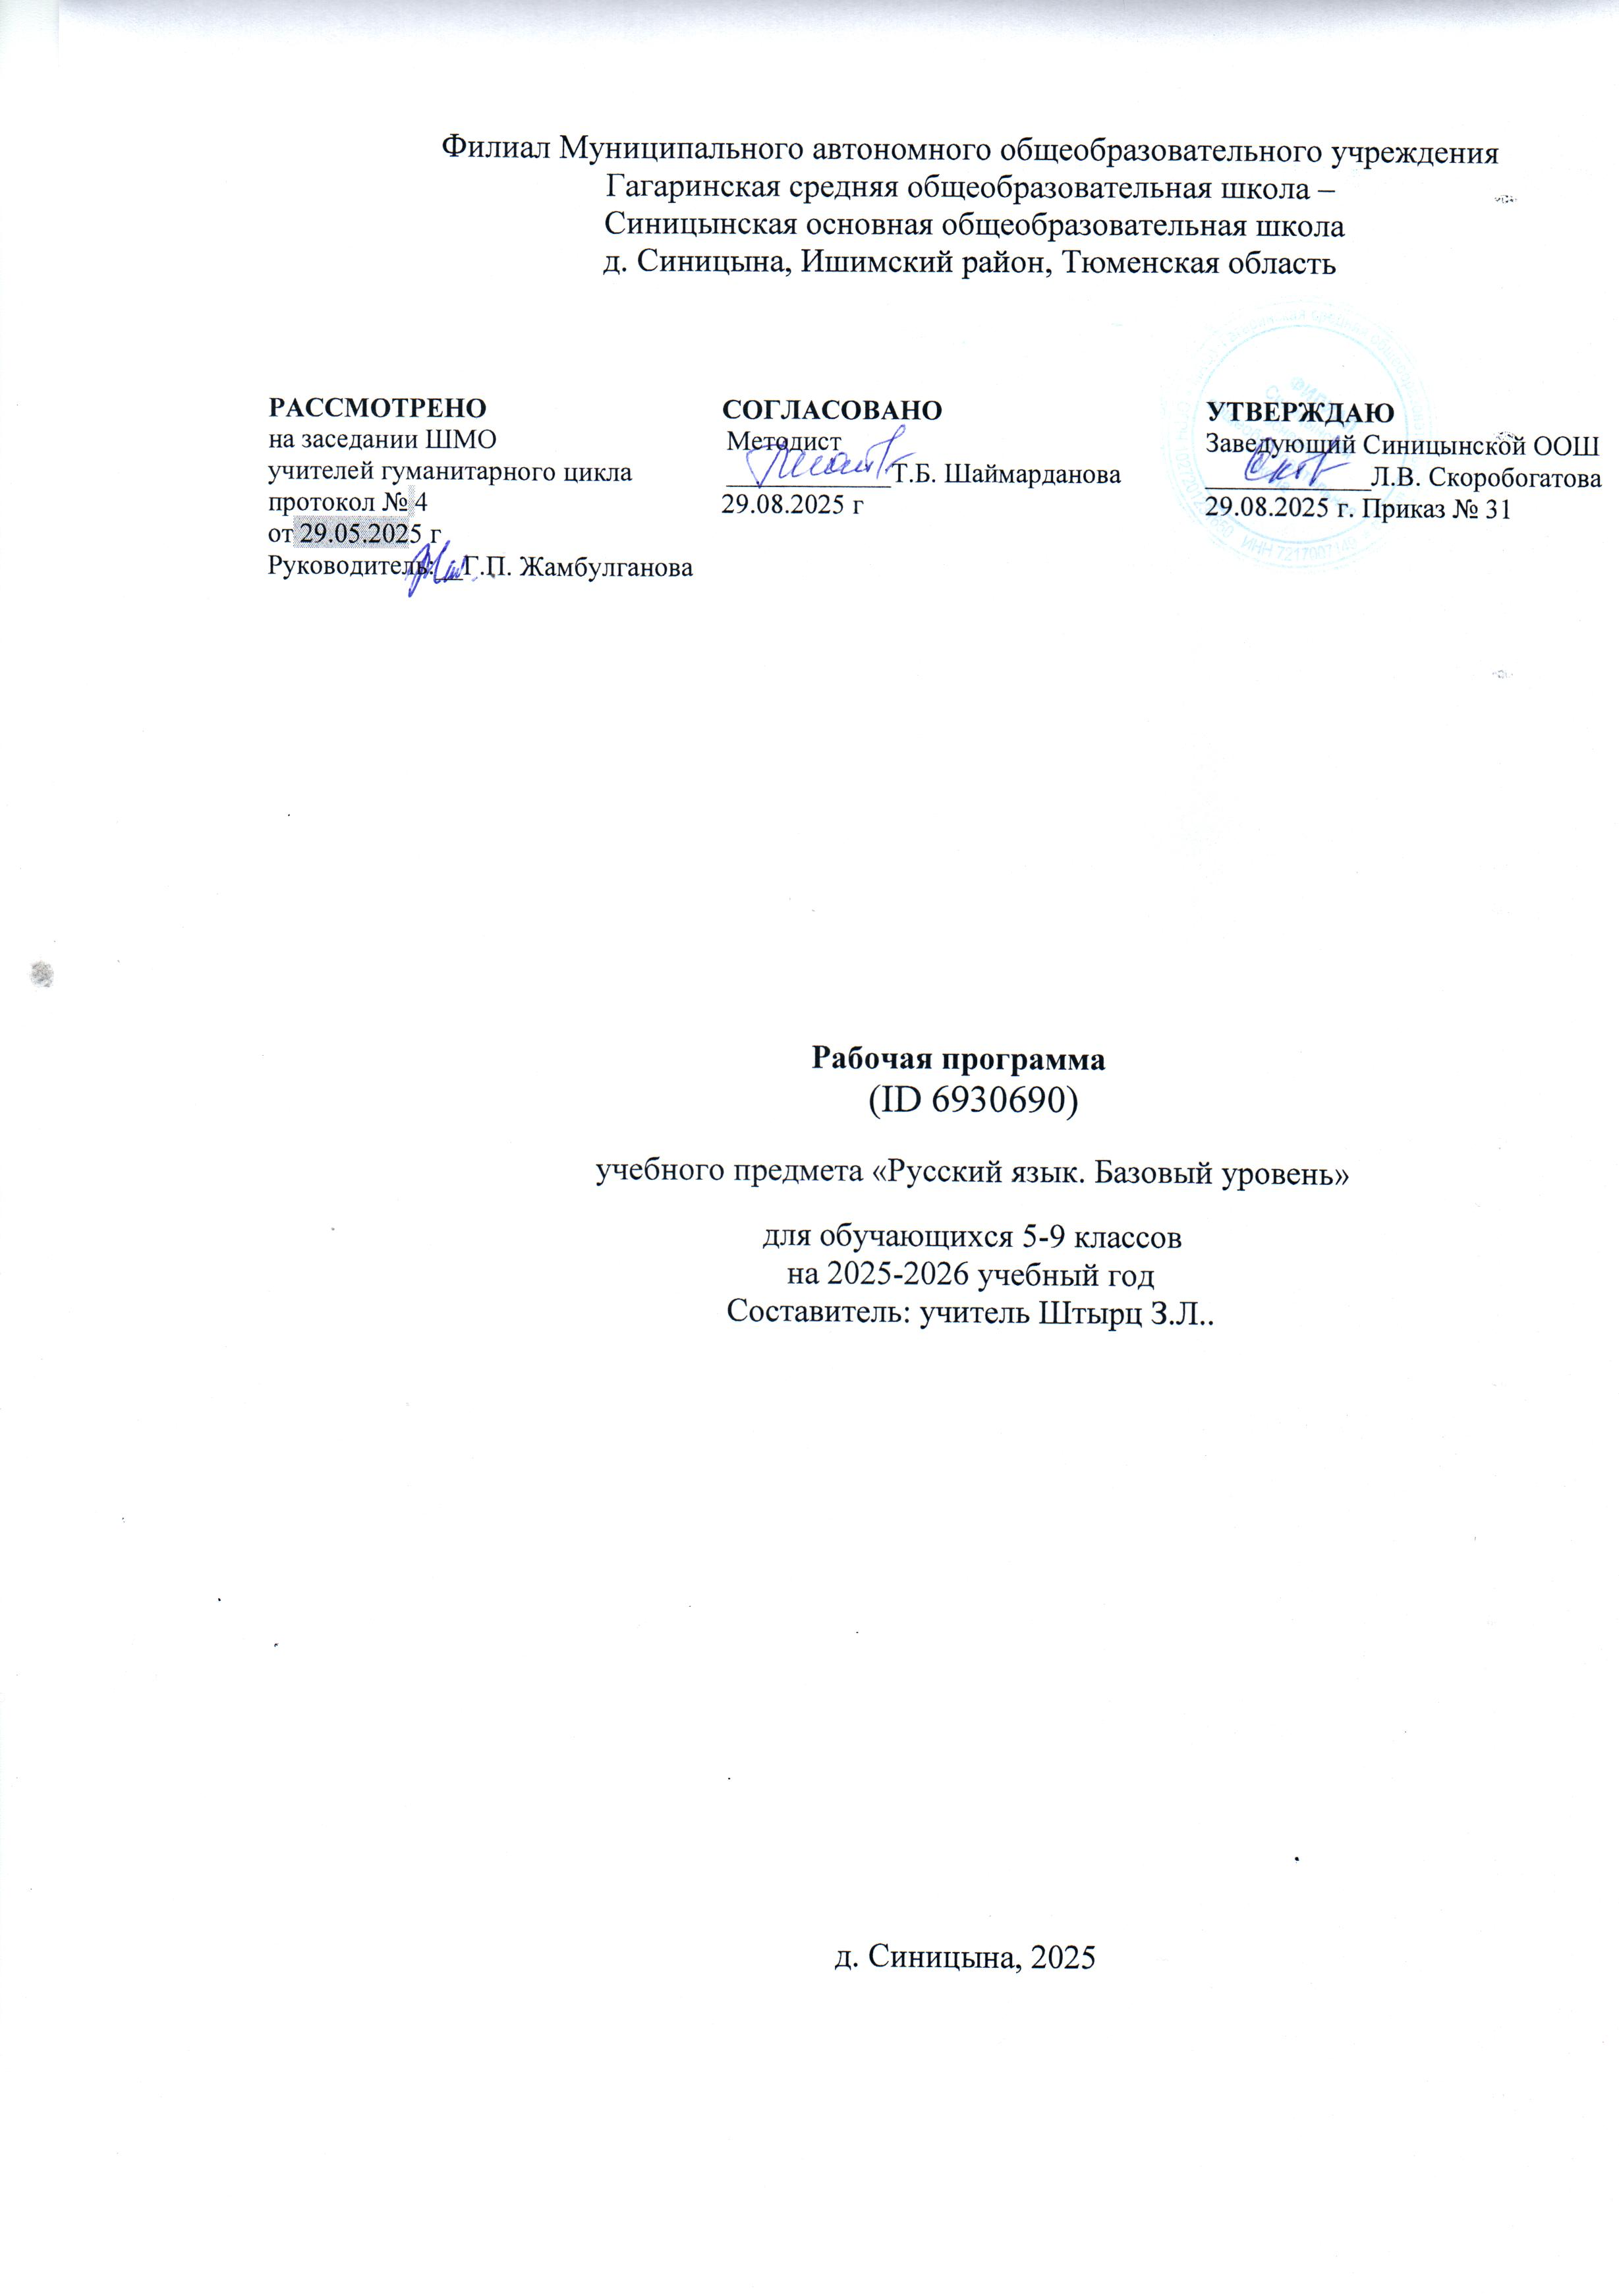 Филиал Муниципального автономного общеобразовательного учреждения
Гагаринская средняя общеобразовательная школа –
Синицынская основная общеобразовательная школа
д. Синицына, Ишимский район, Тюменская область
РАССМОТРЕНО
на заседании ШМО
учителей гуманитарного цикла
протокол № 4
от 29.05.2025 г
Руководитель: __Г.П. Жамбулганова
СОГЛАСОВАНО
Методист
____________Т.Б. Шаймарданова
29.08.2025 г
УТВЕРЖДАЮ
Заведующий Синицынской ООШ
____________Л.В. Скоробогатова
29.08.2025 г. Приказ № 31
Рабочая программа
(ID 6930690)
учебного предмета «Русский язык. Базовый уровень»
для обучающихся 5-9 классов
на 2025-2026 учебный год
Составитель: учитель Штырц З.Л..
д. Синицына, 2025